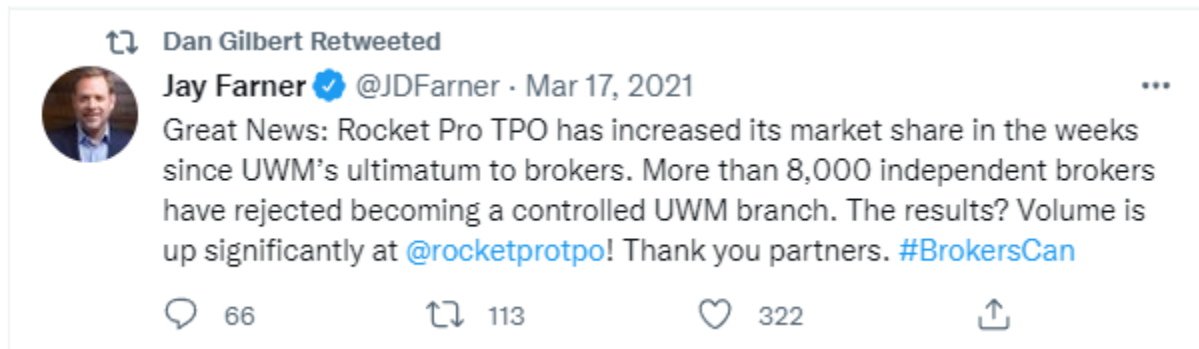 Dan Gilbert Retweeted
Jay Farner @JDFarner · Mar 17, 2021
Great News: Rocket Pro TPO has increased its market share in the weeks
since UWM’s ultimatum to brokers. More than 8,000 independent brokers
have rejected becoming a controlled UWM branch. The results? Volume is
up significantly at @rocketprotpo! Thank you partners. #BrokersCan
66 113 322